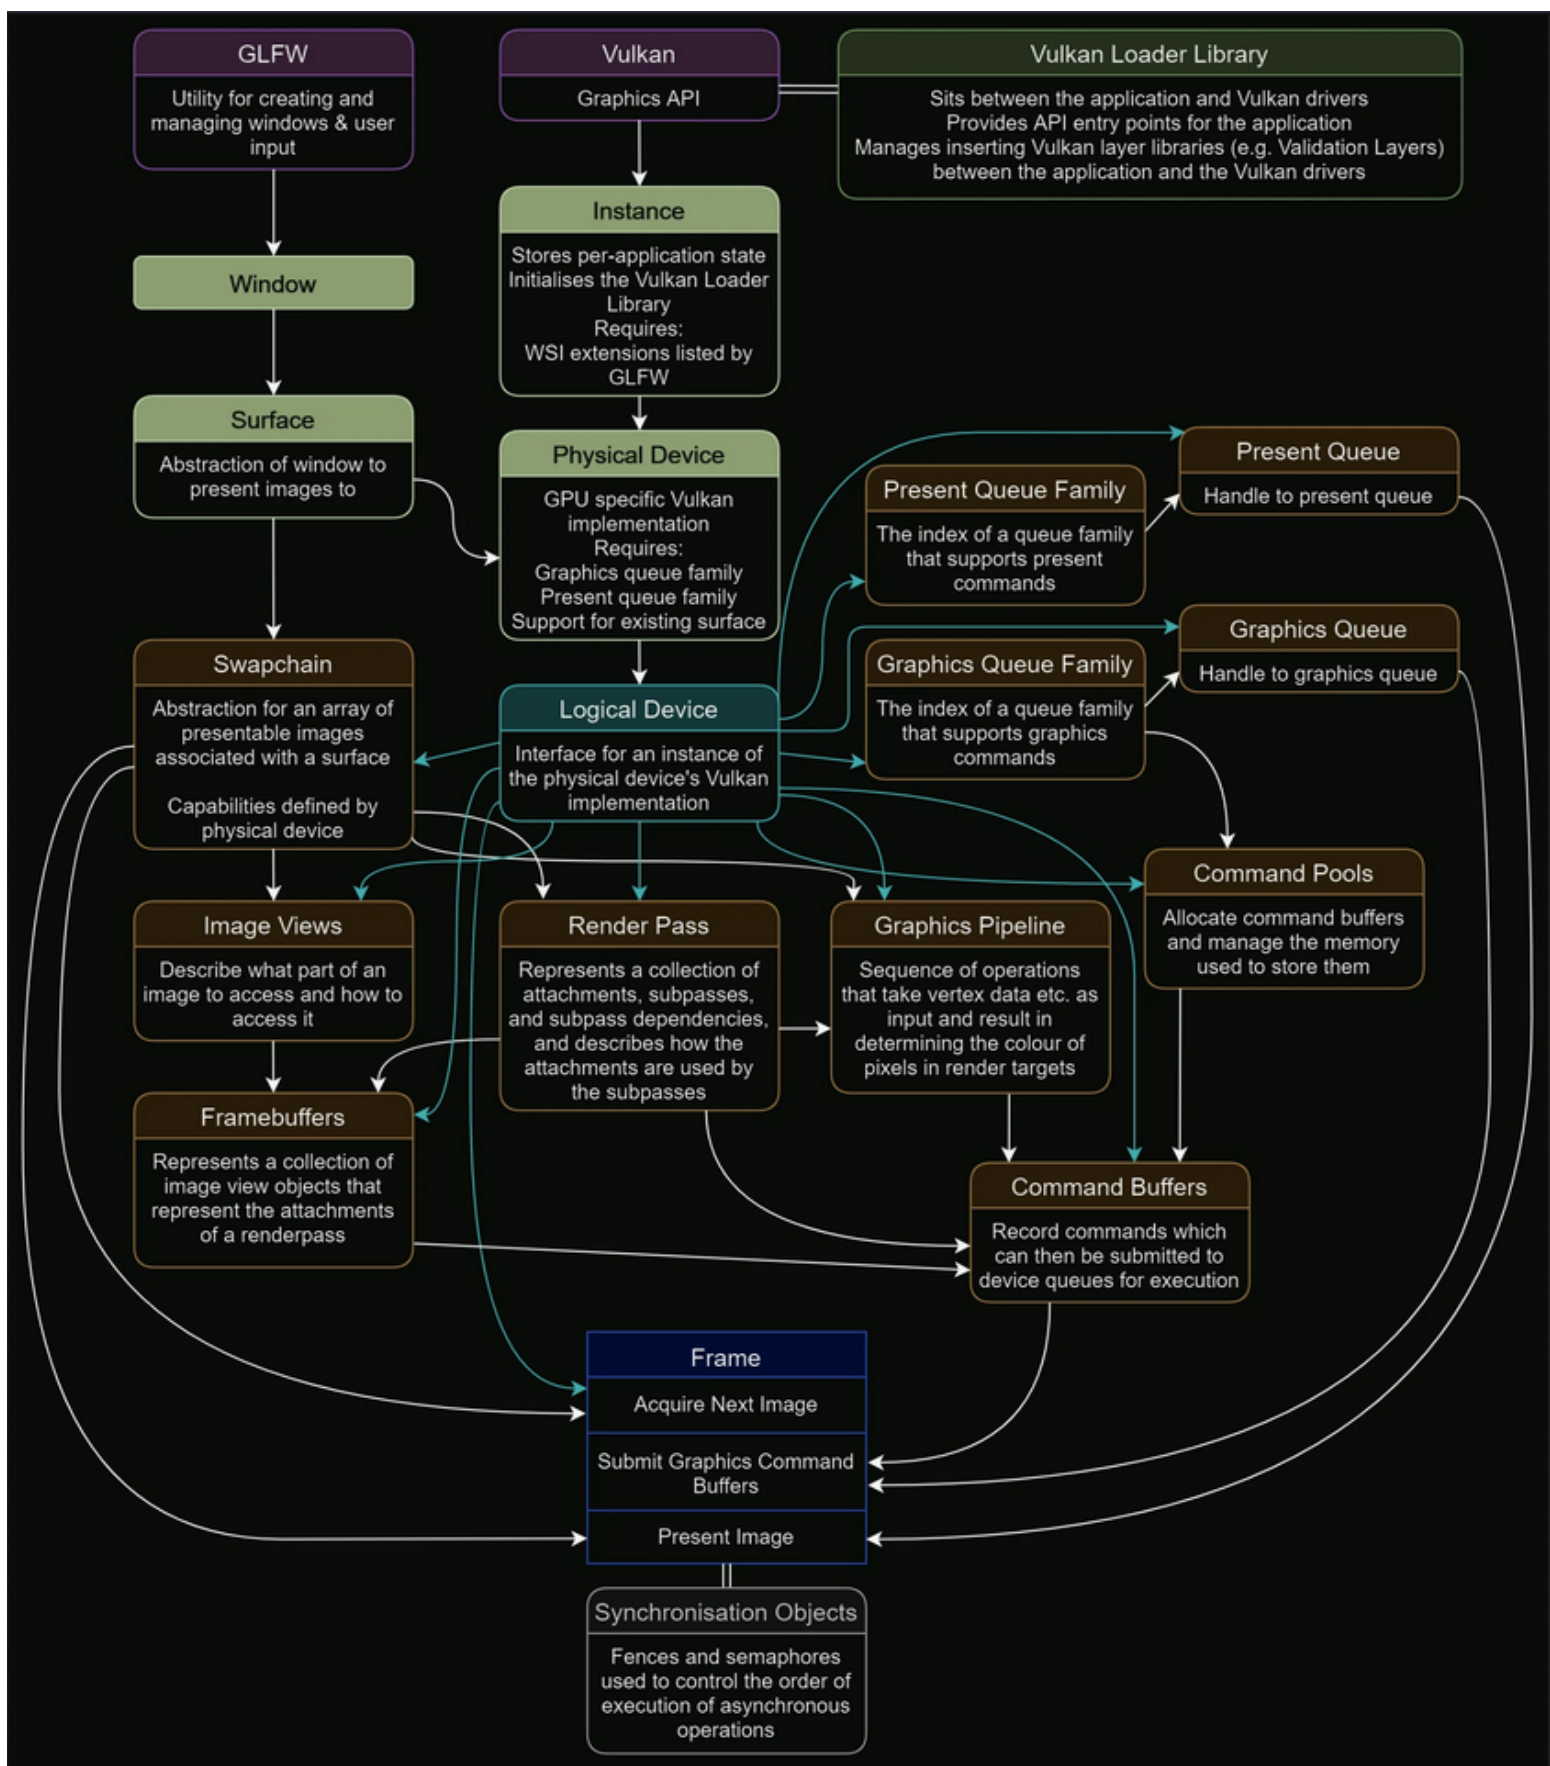 GLFW
Utility for creating and
managing windows & user
input
Vulkan
Graphics API
Vulkan Loader Library
Sits between the application and Vulkan drivers
Provides API entry points for the application
Manages inserting Vulkan layer libraries (e.g. Validation Layers)
between the application and the Vulkan drivers
Instance
Stores per-application state
Initialises the Vulkan Loader
Library
Requires:
WSI extensions listed by
GLFW
Window
Surface
Abstraction of window to
present images to
Physical Device
GPU specific Vulkan
implementation
Requires:
Graphics queue family
Present queue family
Support for existing surface
Present Queue Family
The index of a queue family
that supports present
commands
Present Queue
Handle to present queue
Graphics Queue Family
The index of a queue family
that supports graphics
commands
Graphics Queue
Handle to graphics queue
Swapchain
Abstraction for an array of
presentable images
associated with a surface
Capabilities defined by
physical device
Logical Device
Interface for an instance of
the physical device's Vulkan
implementation
Command Pools
Allocate command buffers
and manage the memory
used to store them
Image Views
Describe what part of an
image to access and how to
access it
Render Pass
Represents a collection of
attachments, subpasses,
and subpass dependencies,
and describes how the
attachments are used by
the subpasses
Graphics Pipeline
Sequence of operations
that take vertex data etc. as
input and result in
determining the colour of
pixels in render targets
Framebuffers
Represents a collection of
image view objects that
represent the attachments
of a renderpass
Command Buffers
Record commands which
can then be submitted to
device queues for execution
Frame
Acquire Next Image
Submit Graphics Command
Buffers
Present Image
Synchronisation Objects
Fences and semaphores
used to control the order of
execution of asynchronous
operations